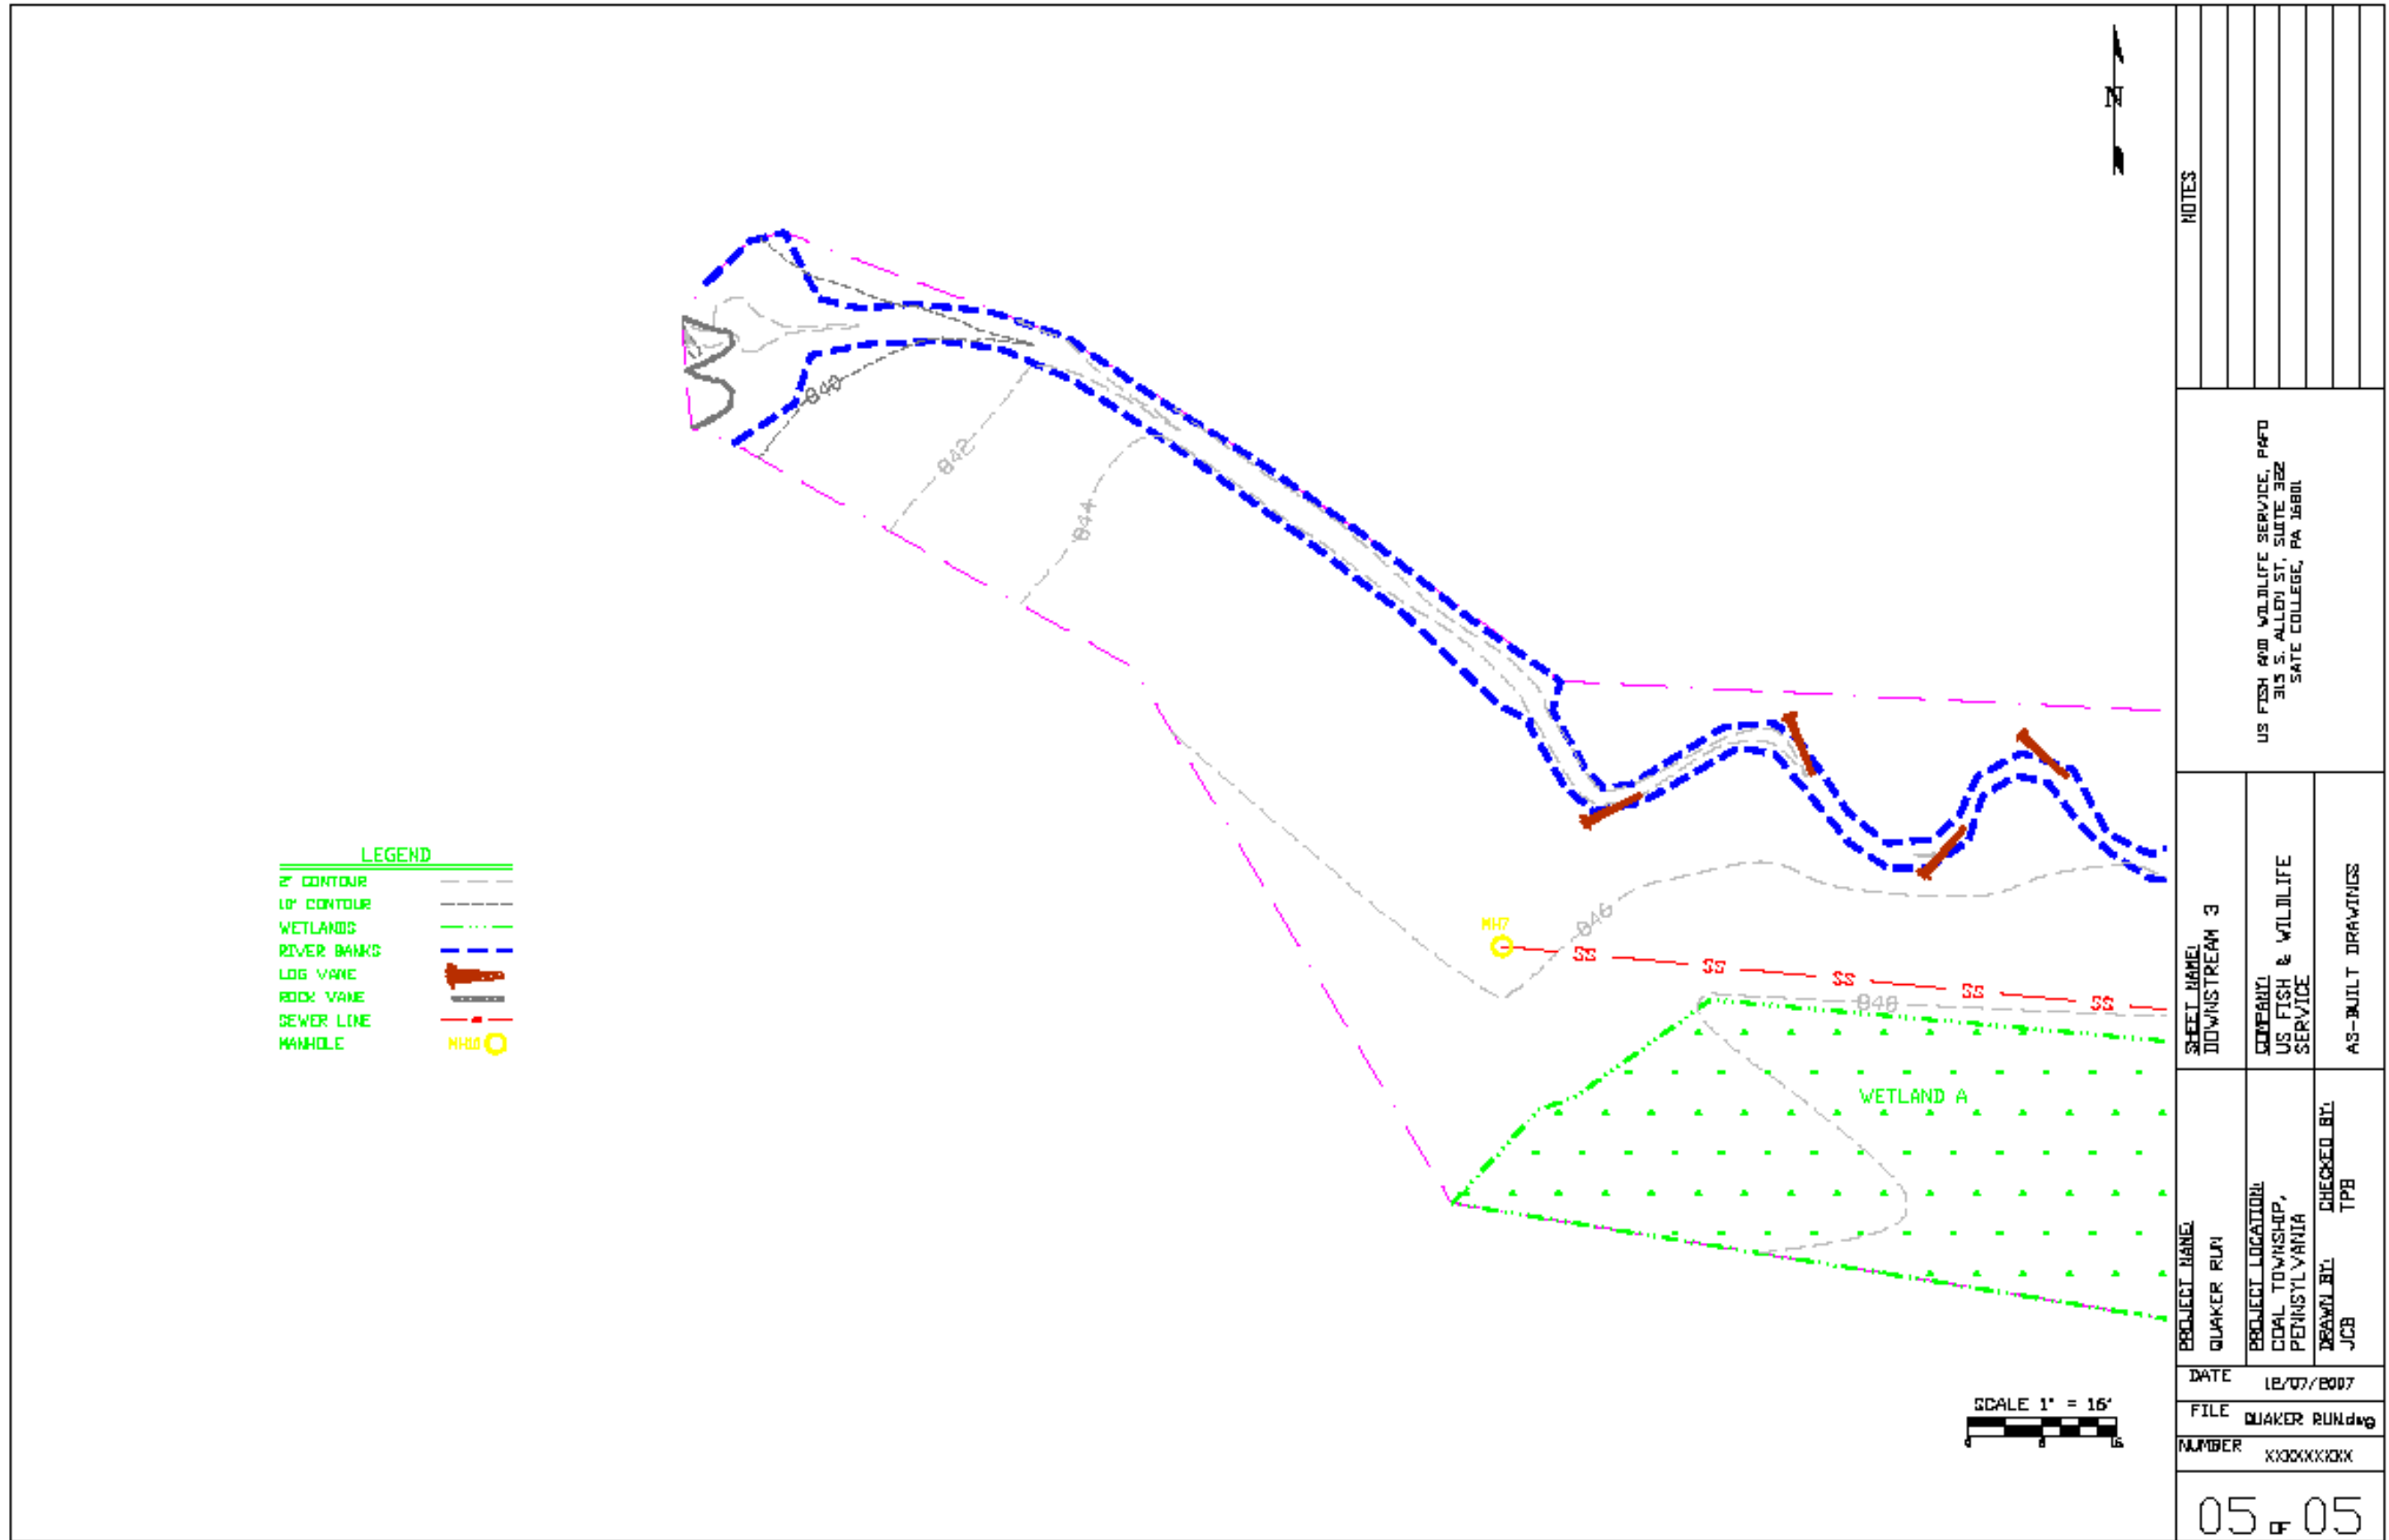 N
840
842
844
846
848
MH7
SS SS SS SS SS
WETLAND A
LEGEND
2' CONTOUR
10' CONTOUR
WETLANDS
RIVER BANKS
LOG VANE
ROCK VANE
SEWER LINE
MANHOLE MH10
SCALE 1" = 16'
0 8 16
NOTES
US FISH AND WILDLIFE SERVICE, PAFO
315 S. ALLEN ST, SUITE 322
SATE COLLEGE, PA 16801
SHEET NAME:
DOWNSTREAM 3
COMPANY:
US FISH & WILDLIFE
SERVICE
AS-BUILT DRAWINGS
PROJECT NAME:
QUAKER RUN
PROJECT LOCATION:
COAL TOWNSHIP,
PENNSYLVANIA
DRAWN BY: CHECKED BY:
JCB TPB
DATE 12/07/2007
FILE QUAKER RUN.dwg
NUMBER XXXXXXXXX
05 OF 05